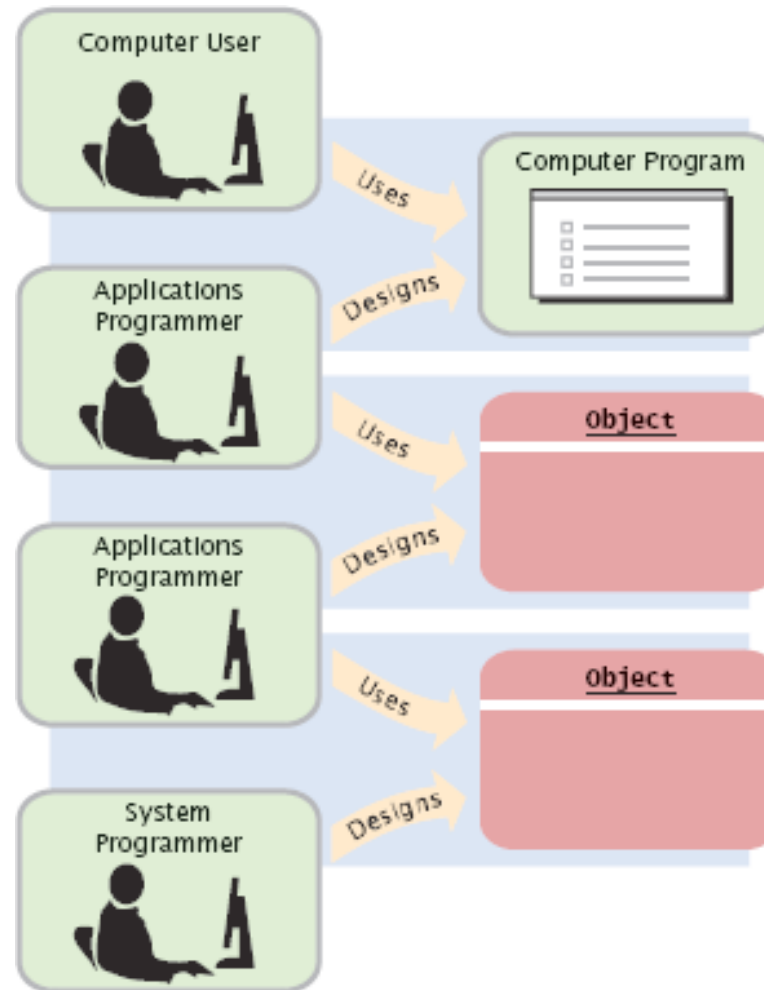 Computer User
Uses
Computer Program
Applications
Programmer
Designs
Uses
Object
Applications
Programmer
Designs
Uses
Object
System
Programmer
Designs